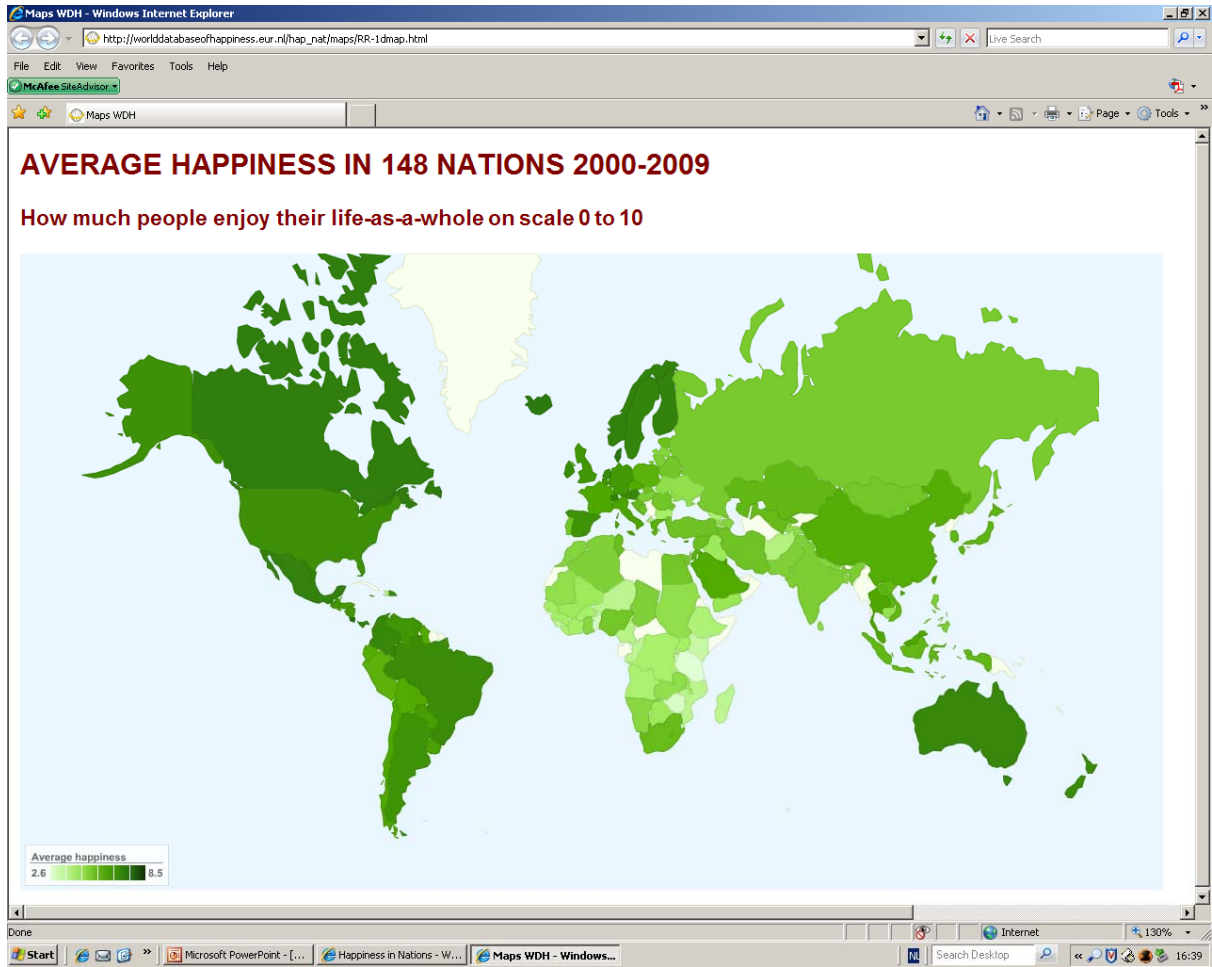 Maps WDH - Windows Internet Explorer
http://worlddatabaseofhappiness.eur.nl/hap_nat/maps/RR-1dmap.html
Live Search
File Edit View Favorites Tools Help
McAfee SiteAdvisor
Maps WDH
Page Tools
AVERAGE HAPPINESS IN 148 NATIONS 2000-2009
How much people enjoy their life-as-a-whole on scale 0 to 10
Average happiness
2.6 8.5
Done Internet 130%
Start Microsoft PowerPoint - [... Happiness in Nations - W... Maps WDH - Windows... NL Search Desktop 16:39